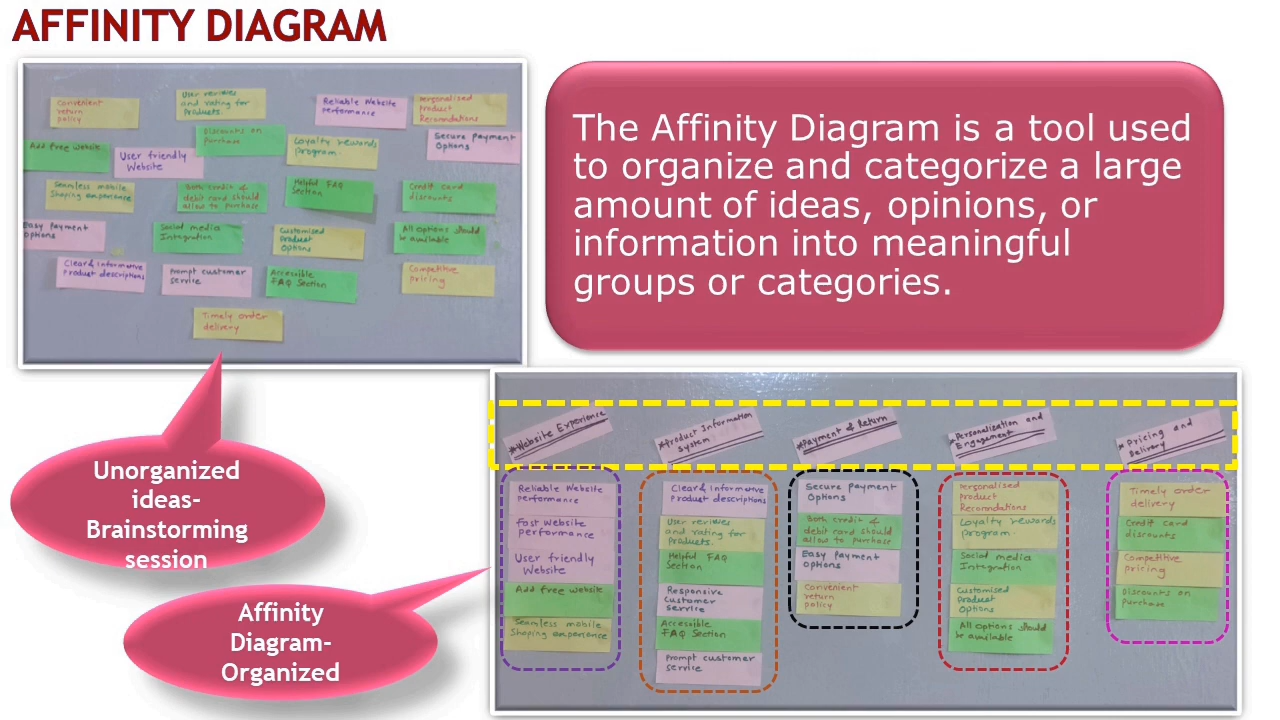 AFFINITY DIAGRAM
Convenient
return
policy
User reviews
and rating for
Products.
Reliable Website
performance
Personalised
Product
Recomndations
Add free website
User friendly
Website
Discounts on
purchase
Loyalty rewards
program.
Secure Payment
Options
Seamless mobile
Shoping experience
Both credit &
debit card should
allow to purchase
Helpful FAQ
Section
Credit card
discounts
Easy Payment
Options
Social media
Integration
Customised
Product
Options
All Options should
be available
Clear & Informative
Product descriptions
Prompt customer
service
Accessible
FAQ Section
Competitive
pricing
Timely order
delivery
The Affinity Diagram is a tool used
to organize and categorize a large
amount of ideas, opinions, or
information into meaningful
groups or categories.
Unorganized
ideas-
Brainstorming
session
Affinity
Diagram-
Organized
*Website Experience
Reliable Website
performance
fast website
performance
User friendly
Website
Add free website
Seamless mobile
Shoping experience
*Product Information
system
Clear & Informative
Product descriptions
User reviews
and rating for
Products.
Helpful FAQ
Section
Responsive
Customer
service
Accessible
FAQ Section
Prompt customer
service
*Payment & Return
Secure Payment
Options
Both credit &
debit card should
allow to purchase
Easy Payment
Options
Convenient
return
policy
*Personalization and
Engagement
Personalised
Product
Recomndations
Loyalty rewards
program.
Social media
Integration
Customised
Product
Options
All Options should
be available
*Pricing and
Delivery
Timely order
delivery
Credit card
discounts
Competitive
pricing
Discounts on
purchase